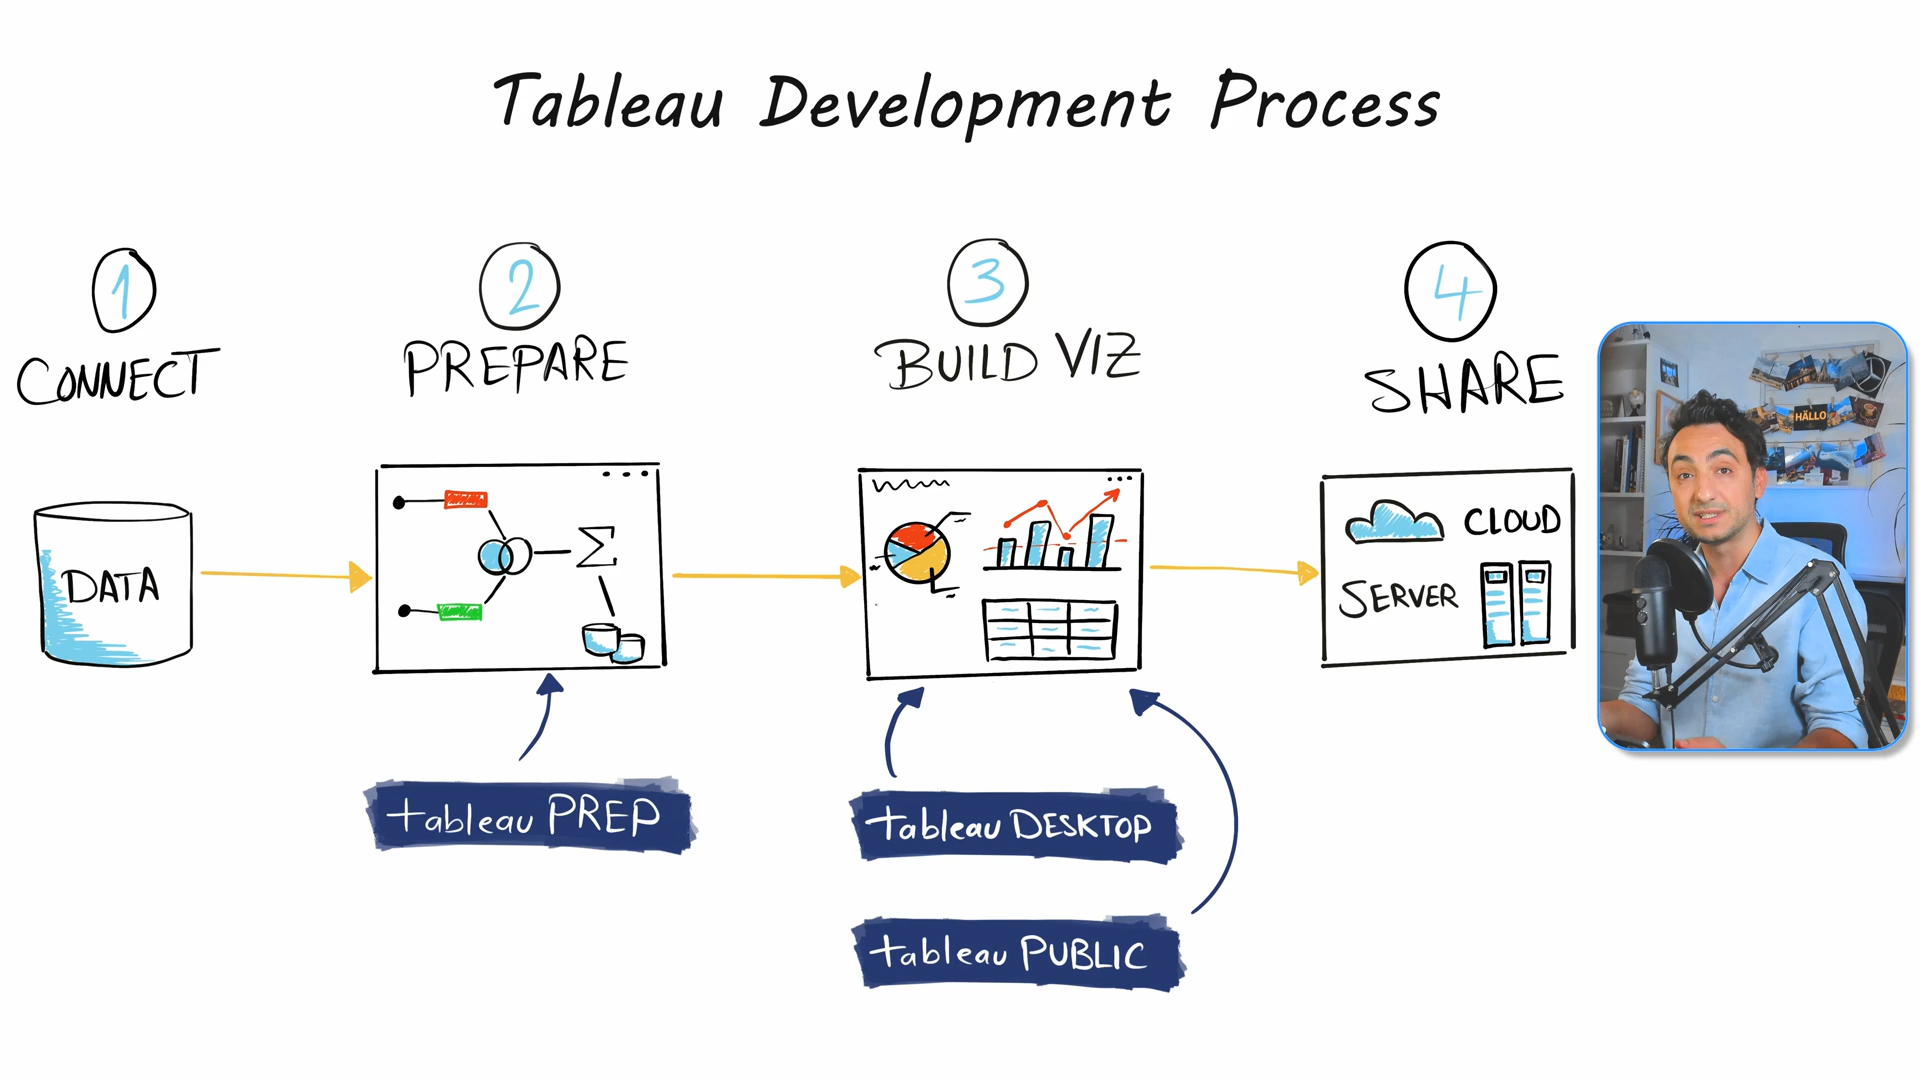 Tableau Development Process
1
CONNECT
DATA
2
PREPARE
Σ
tableau PREP
3
BUILD VIZ
tableau DESKTOP
tableau PUBLIC
4
SHARE
CLOUD
SERVER
HÄLLO